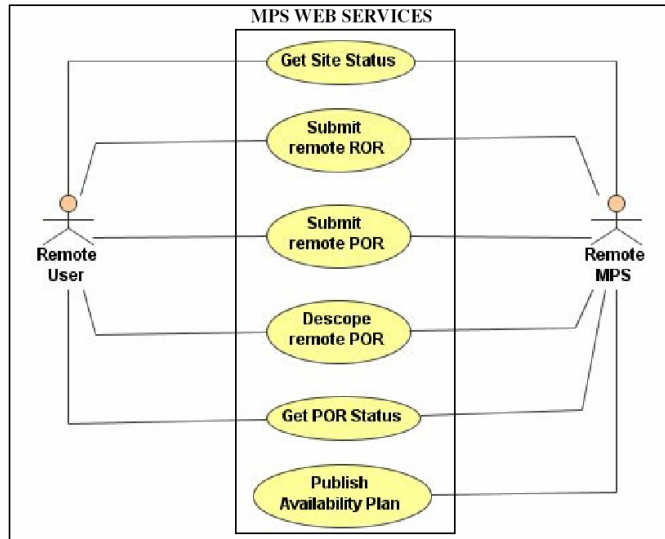 MPS WEB SERVICES
Get Site Status
Submit
remote ROR
Submit
remote POR
Remote
User
Remote
MPS
Descope
remote POR
Get POR Status
Publish
Availability Plan